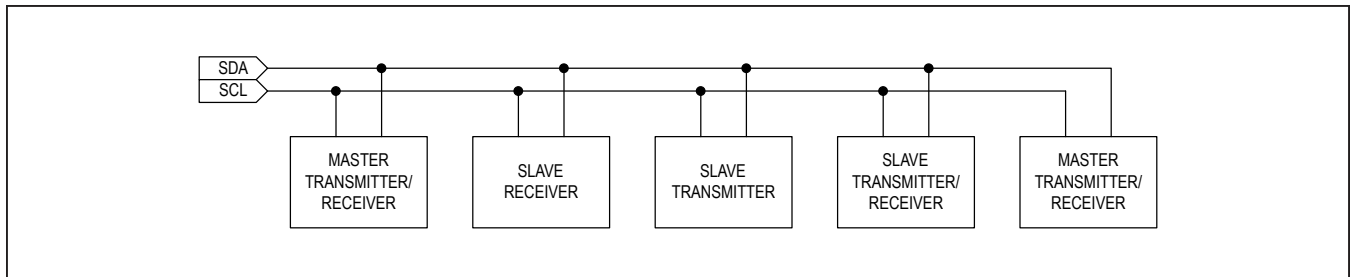 SDA
SCL
MASTER
TRANSMITTER/
RECEIVER
SLAVE
RECEIVER
SLAVE
TRANSMITTER
SLAVE
TRANSMITTER/
RECEIVER
MASTER
TRANSMITTER/
RECEIVER